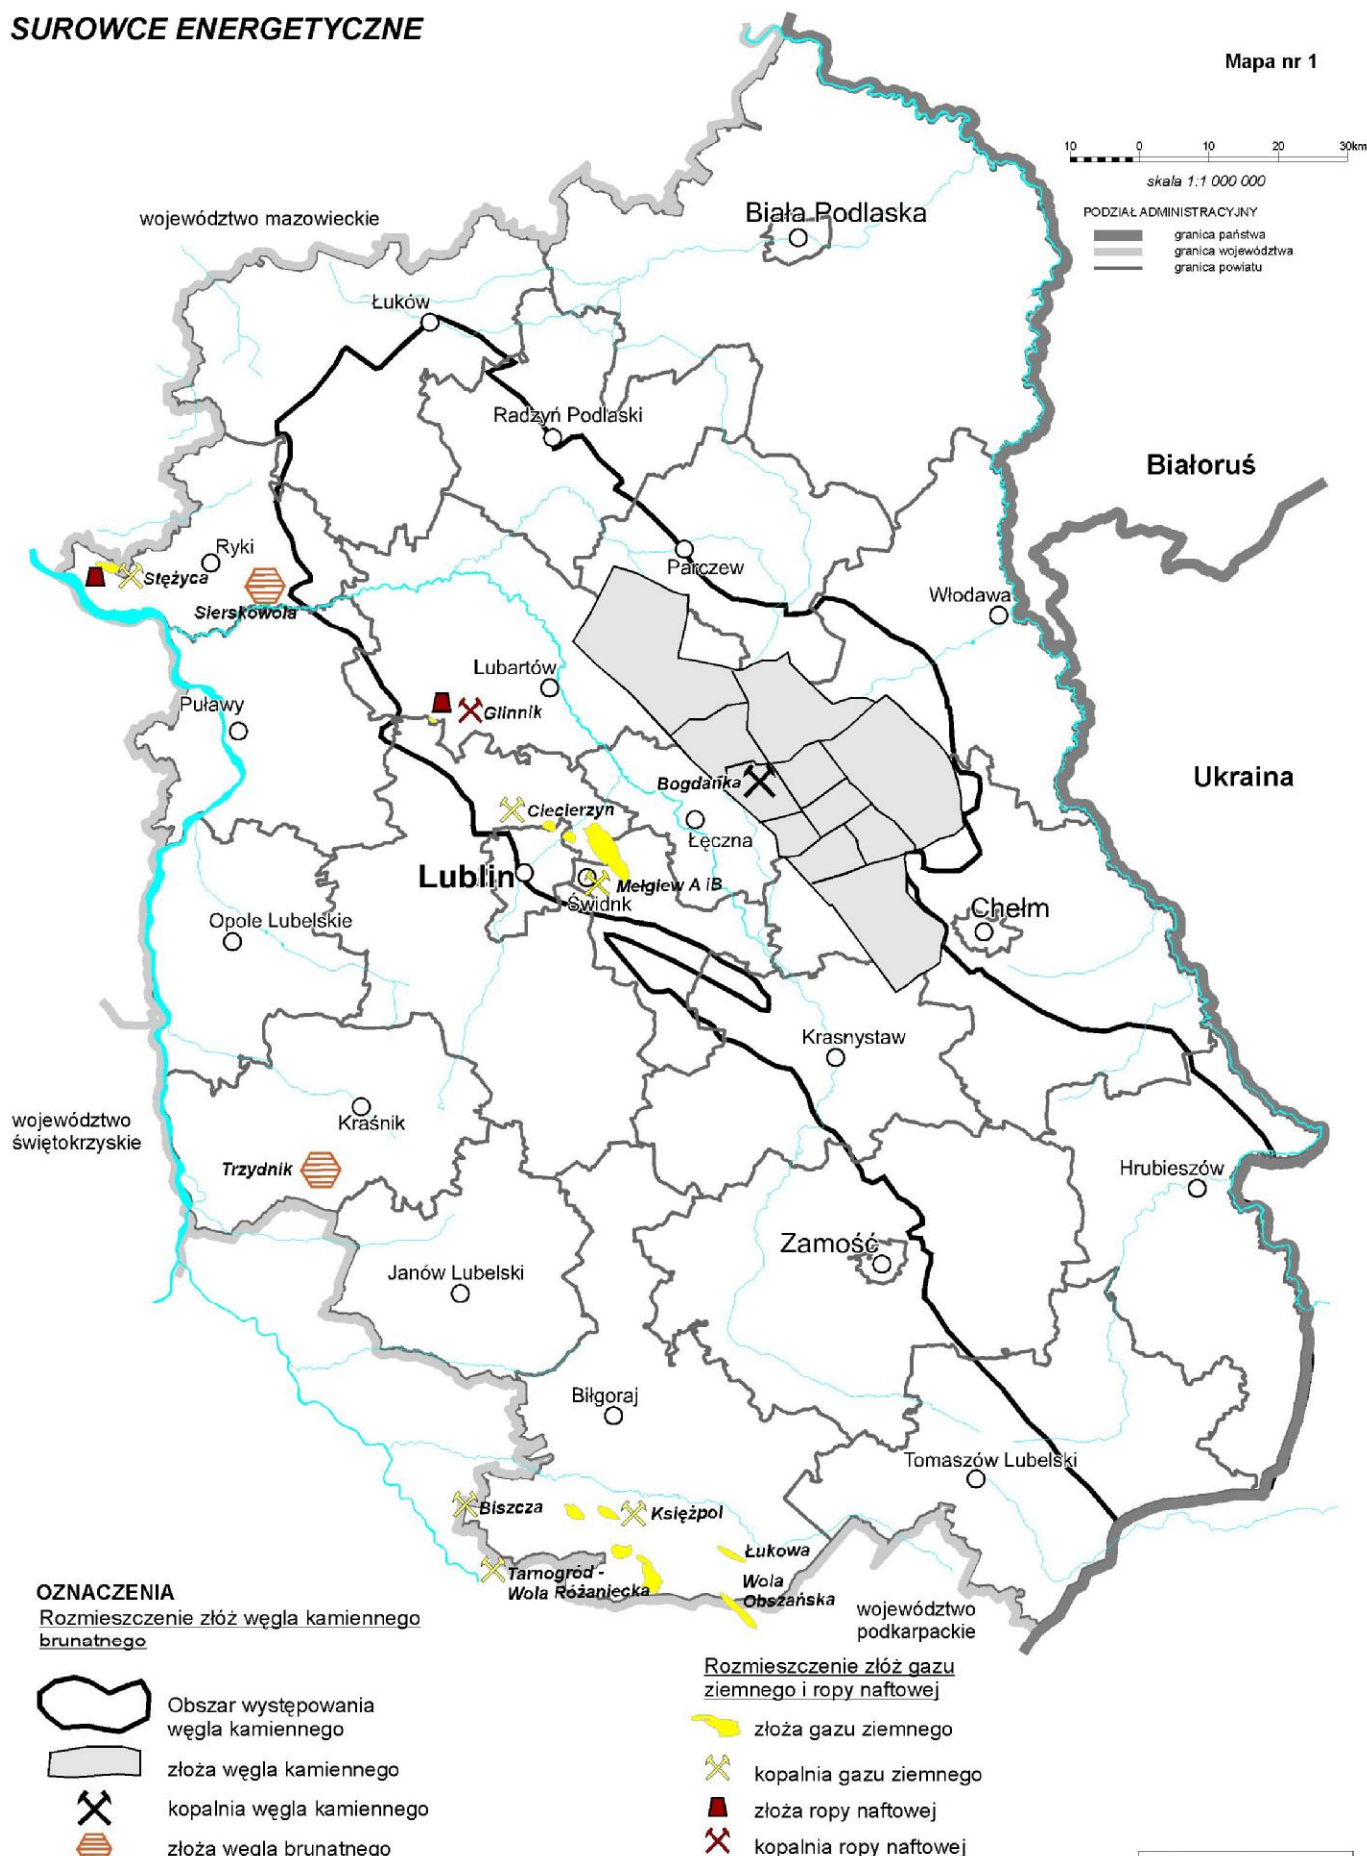 SUROWCE ENERGETYCZNE
Mapa nr 1
10 0 10 20 30km
skala 1:1 000 000
PODZIAŁ ADMINISTRACYJNY
granica państwa
granica województwa
granica powiatu
województwo mazowieckie
Biała Podlaska
Łuków
Radzyń Podlaski
Białoruś
Ryki
Stężyca
Sierskowola
Parczew
Włodawa
Lubartów
Puławy
Glinnik
Ukraina
Bogdanka
Ciecierzyn
Łęczna
Lublin
Mełgiew A iB
Świdnk
Chełm
Opole Lubelskie
Krasnystaw
Kraśnik
województwo
świętokrzyskie
Trzydnik
Hrubieszów
Zamość
Janów Lubelski
Biłgoraj
Tomaszów Lubelski
Biszcza
Księżpol
Łukowa
Tarnogród -
Wola Różaniecka
Wola
Obszańska
województwo
podkarpackie
OZNACZENIA
Rozmieszczenie złóż węgla kamiennego
brunatnego
Obszar występowania
węgla kamiennego
złoża węgla kamiennego
kopalnia węgla kamiennego
złoża węgla brunatnego
Rozmieszczenie złóż gazu
ziemnego i ropy naftowej
złoża gazu ziemnego
kopalnia gazu ziemnego
złoża ropy naftowej
kopalnia ropy naftowej